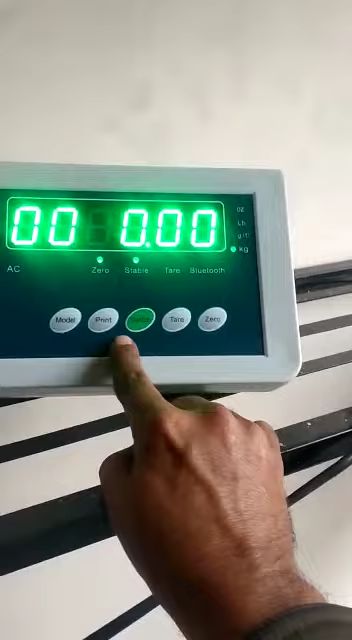 00 0.00
oz
Lb
g/t
kg
AC Zero Stable Tare Bluetooth
Model Print Tare Zero